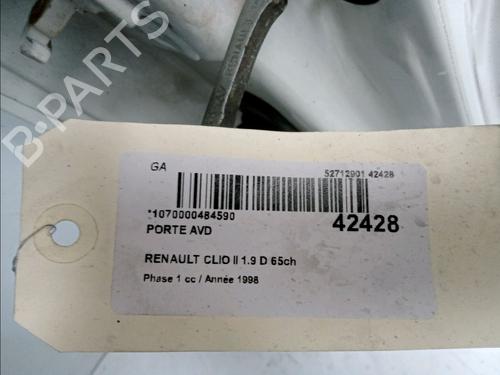 B-PARTS
GA
52712901 42428
*1070000484590
42428
PORTE AVD
RENAULT CLIO II 1.9 D 65ch
Phase 1 cc / Année 1998